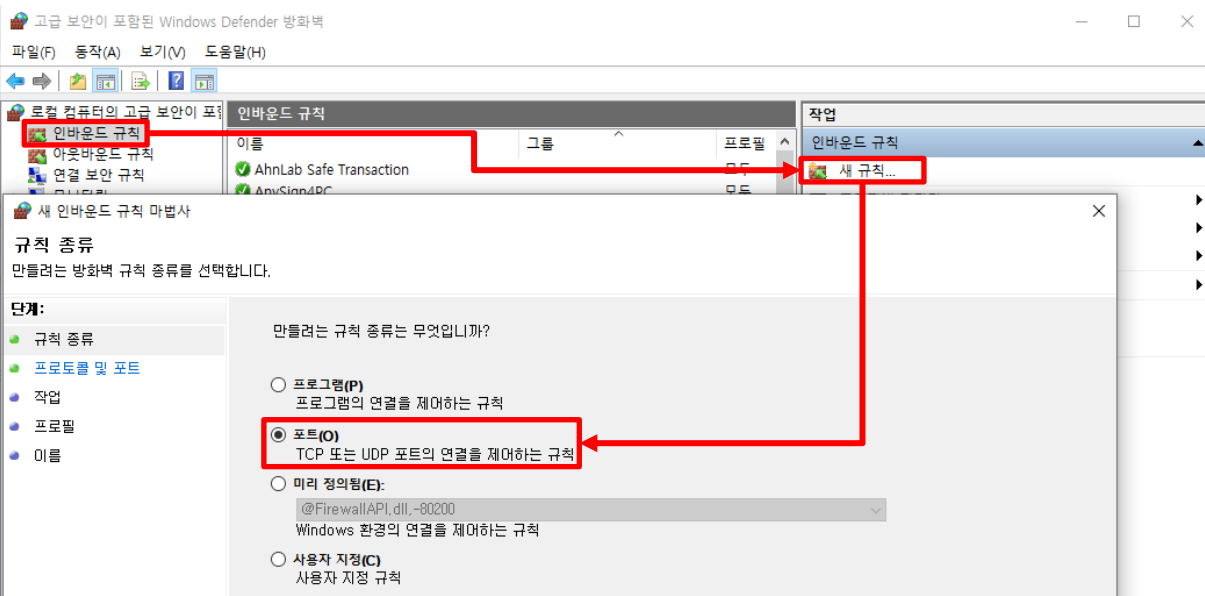 고급 보안이 포함된 Windows Defender 방화벽
파일(F) 동작(A) 보기(V) 도움말(H)
로컬 컴퓨터의 고급 보안이 포
인바운드 규칙
아웃바운드 규칙
연결 보안 규칙
인바운드 규칙
이름 그룹 프로필
AhnLab Safe Transaction 모두
AnySign4PC 모두
작업
인바운드 규칙
새 규칙...
새 인바운드 규칙 마법사
규칙 종류
만들려는 방화벽 규칙 종류를 선택합니다.
단계:
규칙 종류
프로토콜 및 포트
작업
프로필
이름
만들려는 규칙 종류는 무엇입니까?
프로그램(P)
프로그램의 연결을 제어하는 규칙
포트(O)
TCP 또는 UDP 포트의 연결을 제어하는 규칙
미리 정의됨(E):
@FirewallAPI.dll,-80200
Windows 환경의 연결을 제어하는 규칙
사용자 지정(C)
사용자 지정 규칙